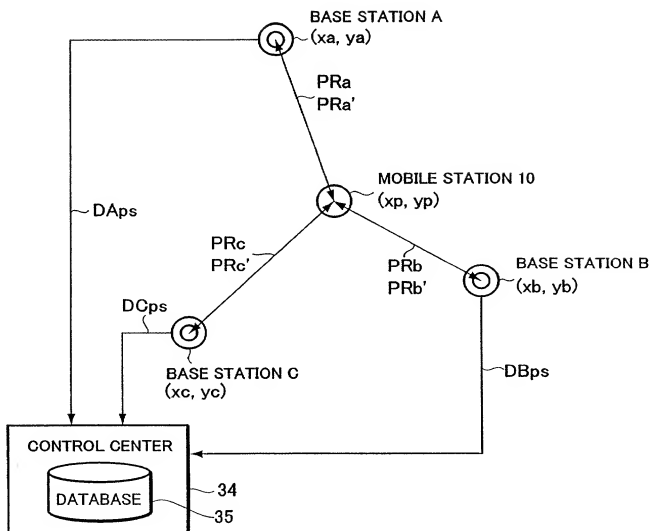 BASE STATION A
(xa, ya)
PRa
PRa'
MOBILE STATION 10
(xp, yp)
DAps
PRc
PRc'
PRb
PRb'
BASE STATION B
(xb, yb)
DCps
BASE STATION C
(xc, yc)
DBps
CONTROL CENTER
DATABASE
34
35